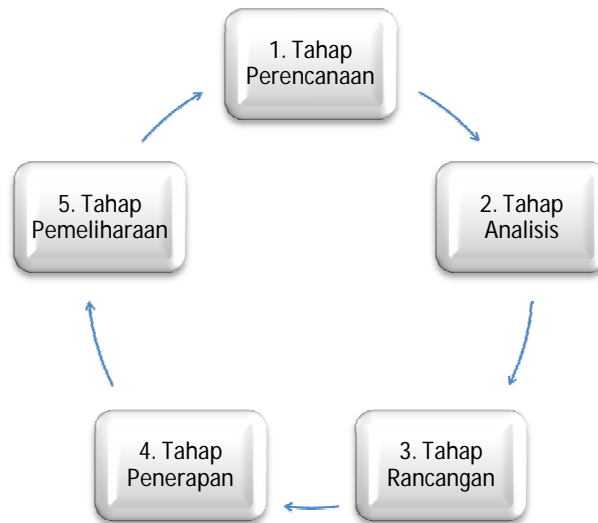 1. Tahap
Perencanaan
2. Tahap
Analisis
3. Tahap
Rancangan
4. Tahap
Penerapan
5. Tahap
Pemeliharaan